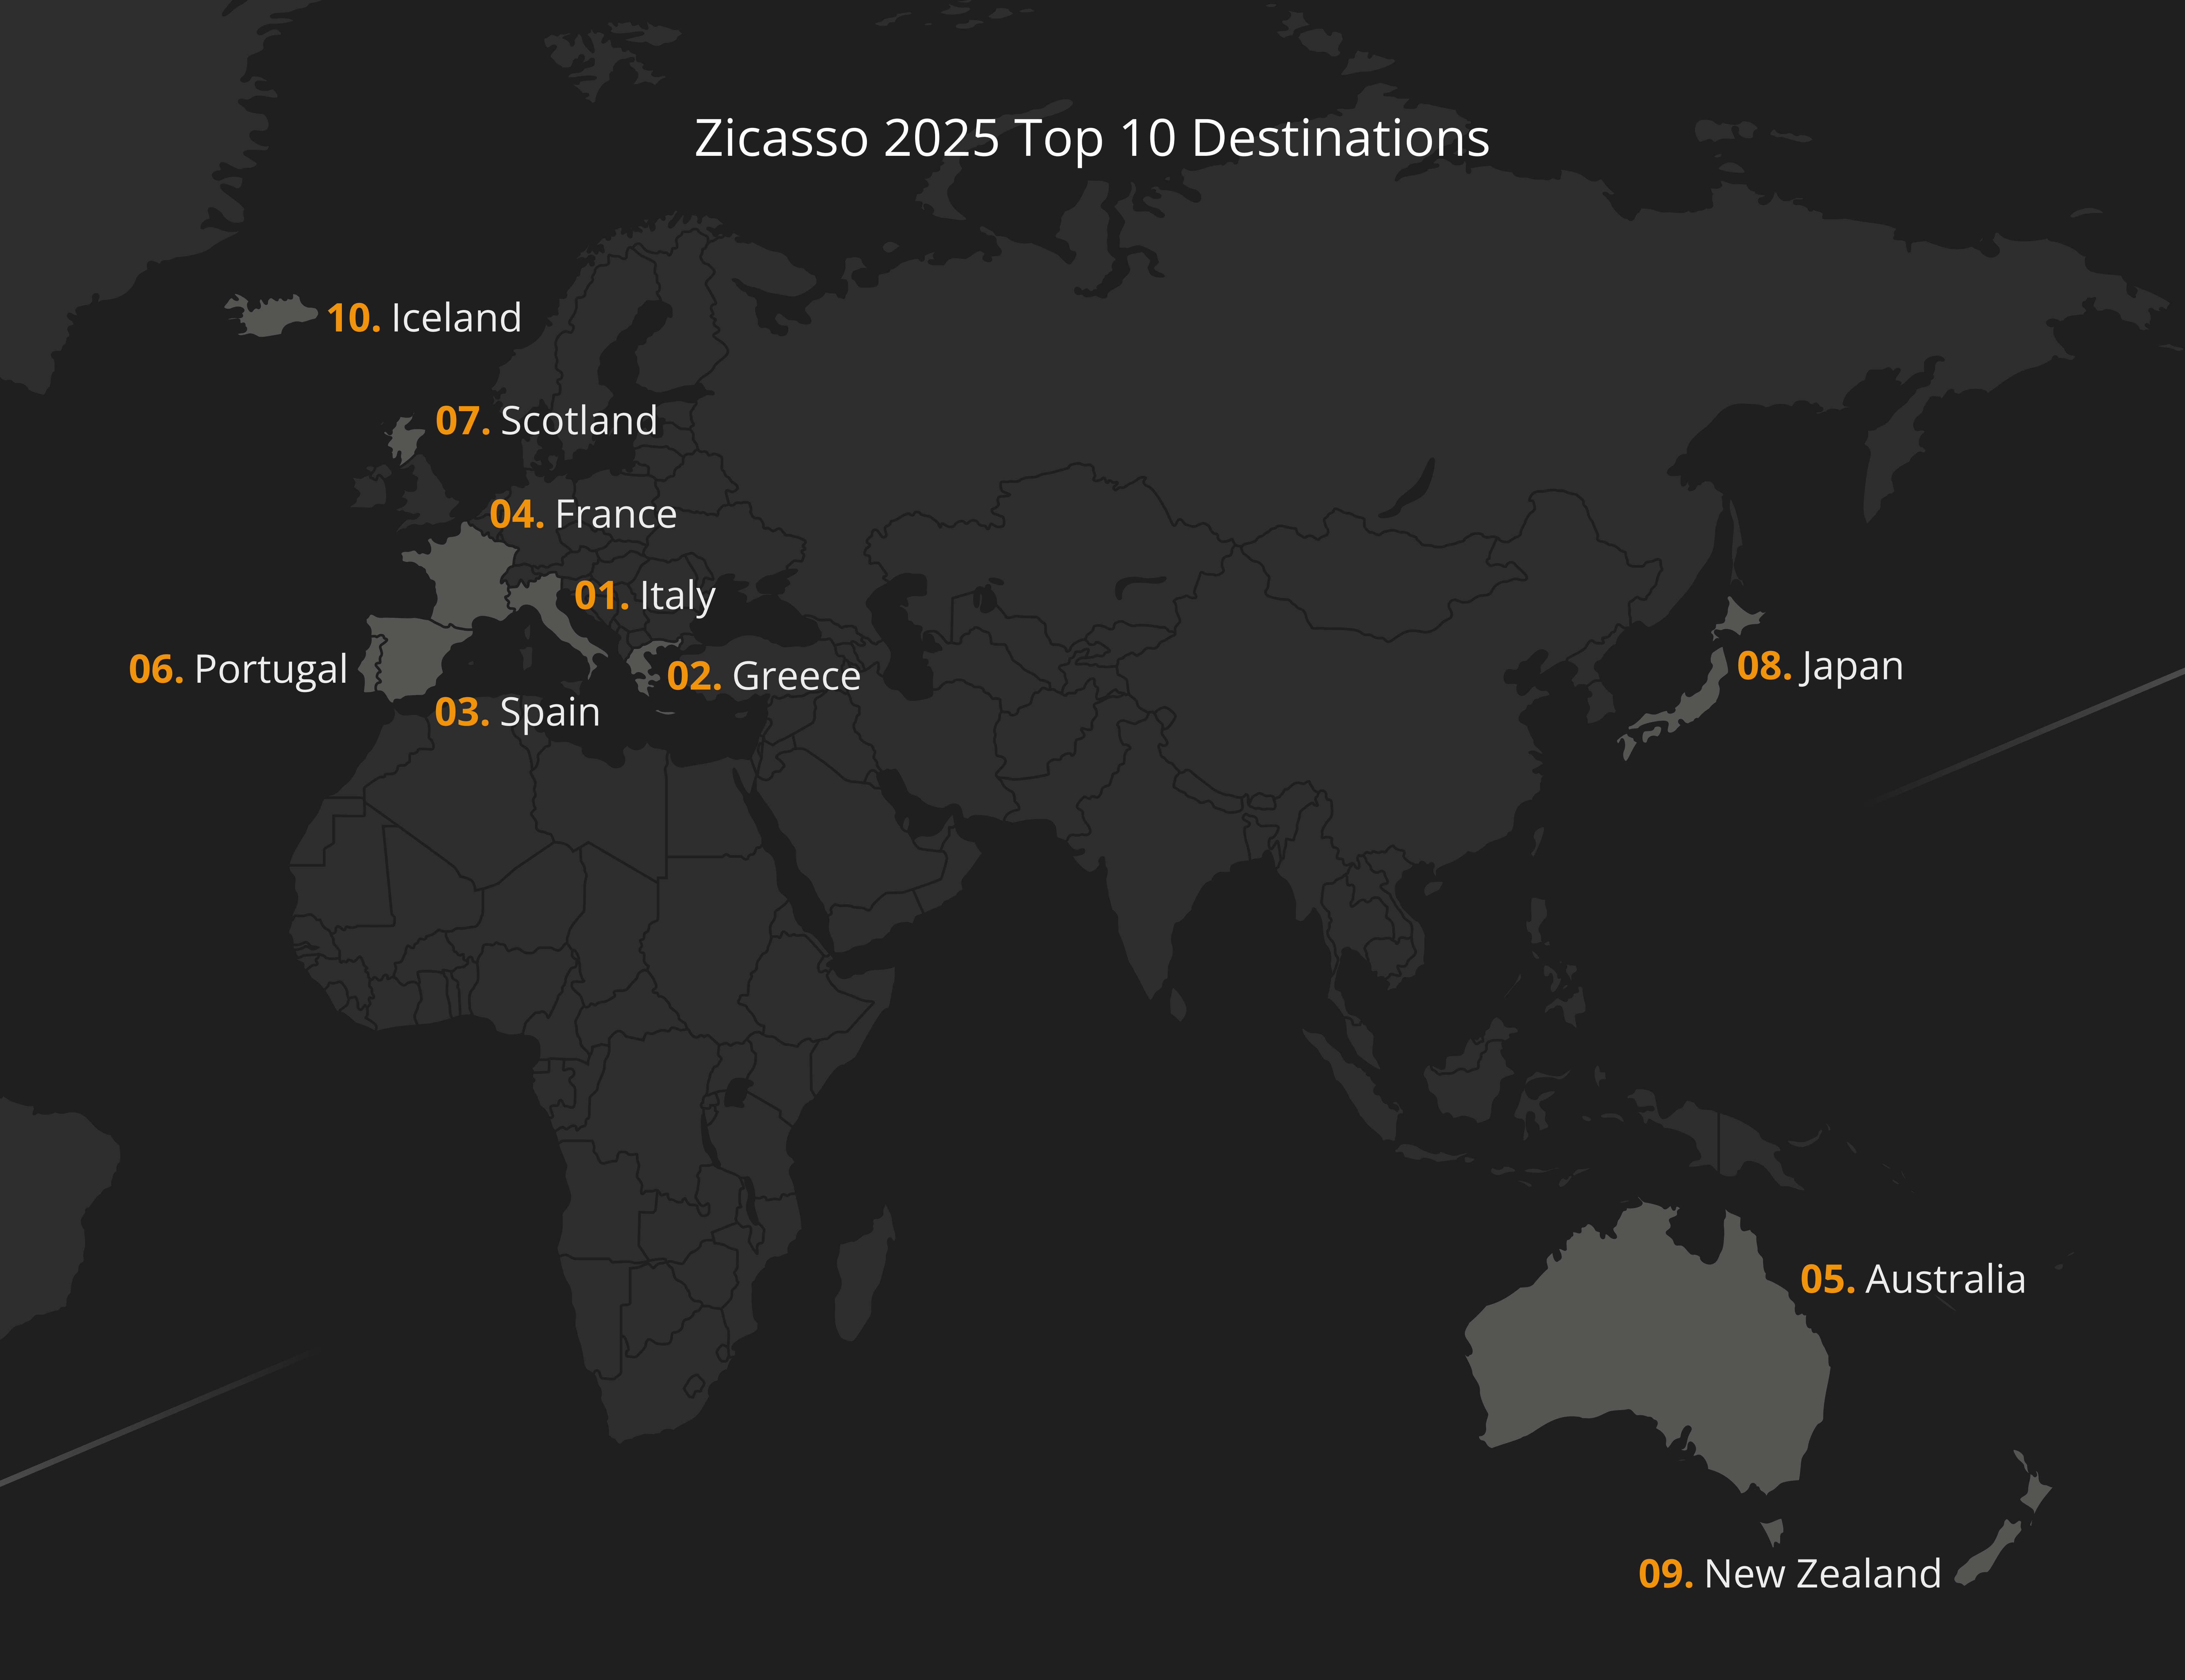 Zicasso 2025 Top 10 Destinations
10. Iceland
07. Scotland
04. France
01. Italy
06. Portugal
02. Greece
08. Japan
03. Spain
05. Australia
09. New Zealand